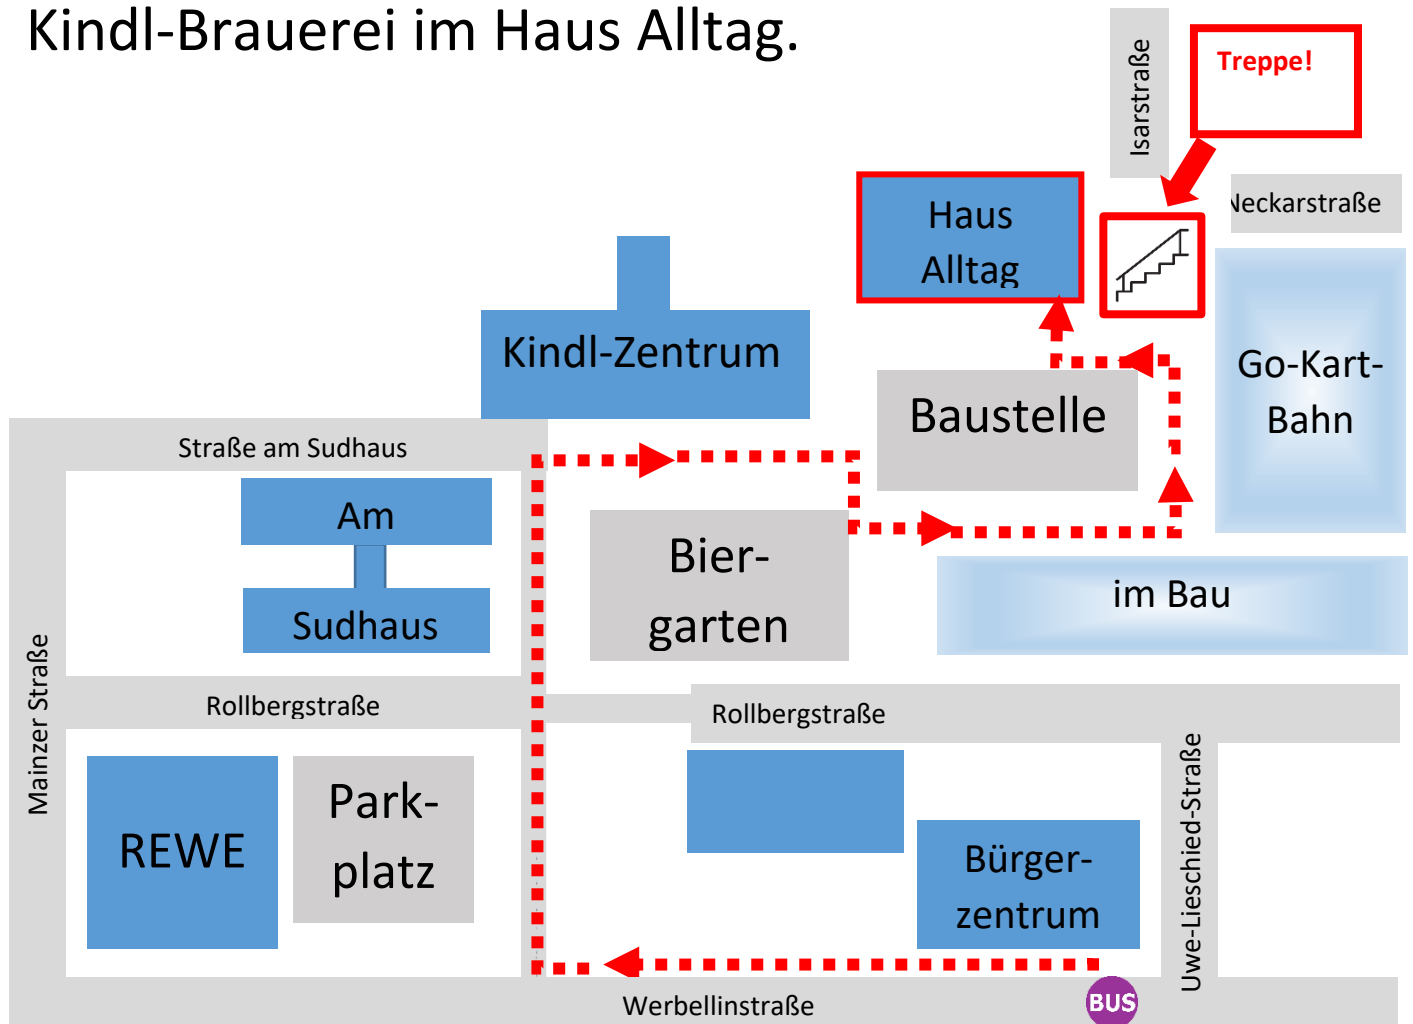 Kindl-Brauerei im Haus Alltag.
Isarstraße
Treppe!
Neckarstraße
Haus
Alltag
Kindl-Zentrum
Go-Kart-
Bahn
Baustelle
Straße am Sudhaus
Am
Sudhaus
Bier-
garten
im Bau
Mainzer Straße
Rollbergstraße
Rollbergstraße
Uwe-Lieschied-Straße
REWE
Park-
platz
Bürger-
zentrum
BUS
Werbellinstraße